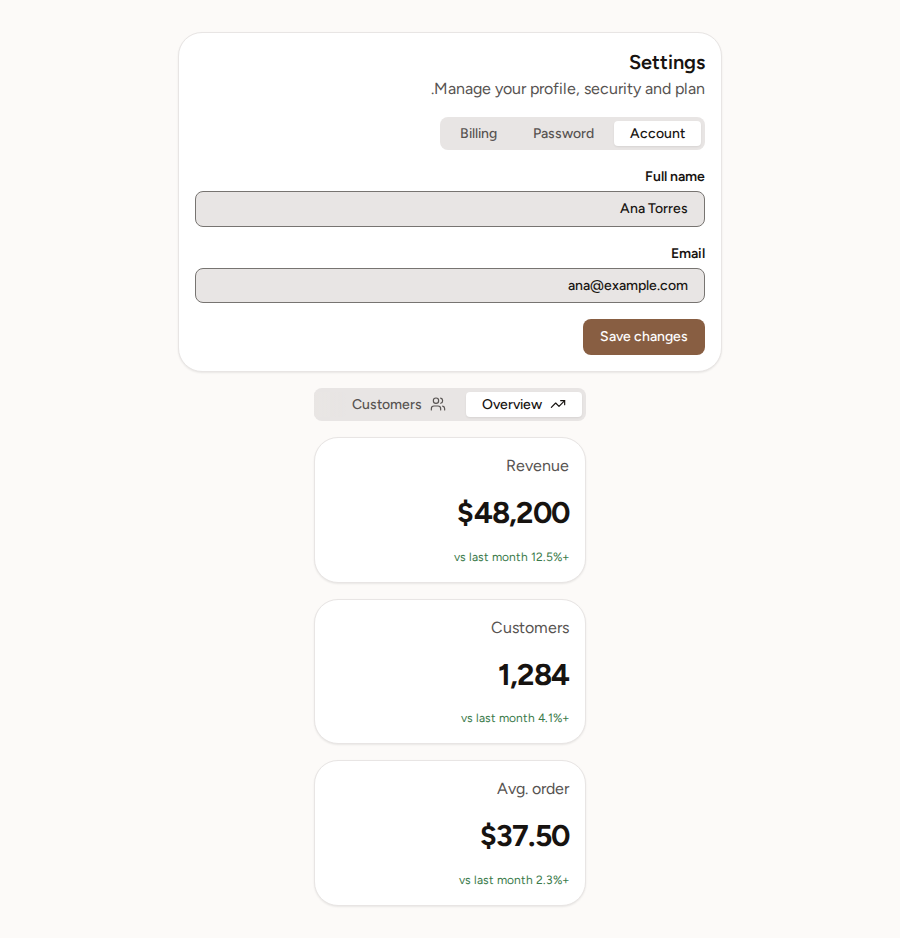 Settings
Manage your profile, security and plan.
Account Password Billing
Full name
Ana Torres
Email
ana@example.com
Save changes
Overview Customers
Revenue
$48,200
+12.5% vs last month
Customers
1,284
+4.1% vs last month
Avg. order
$37.50
+2.3% vs last month